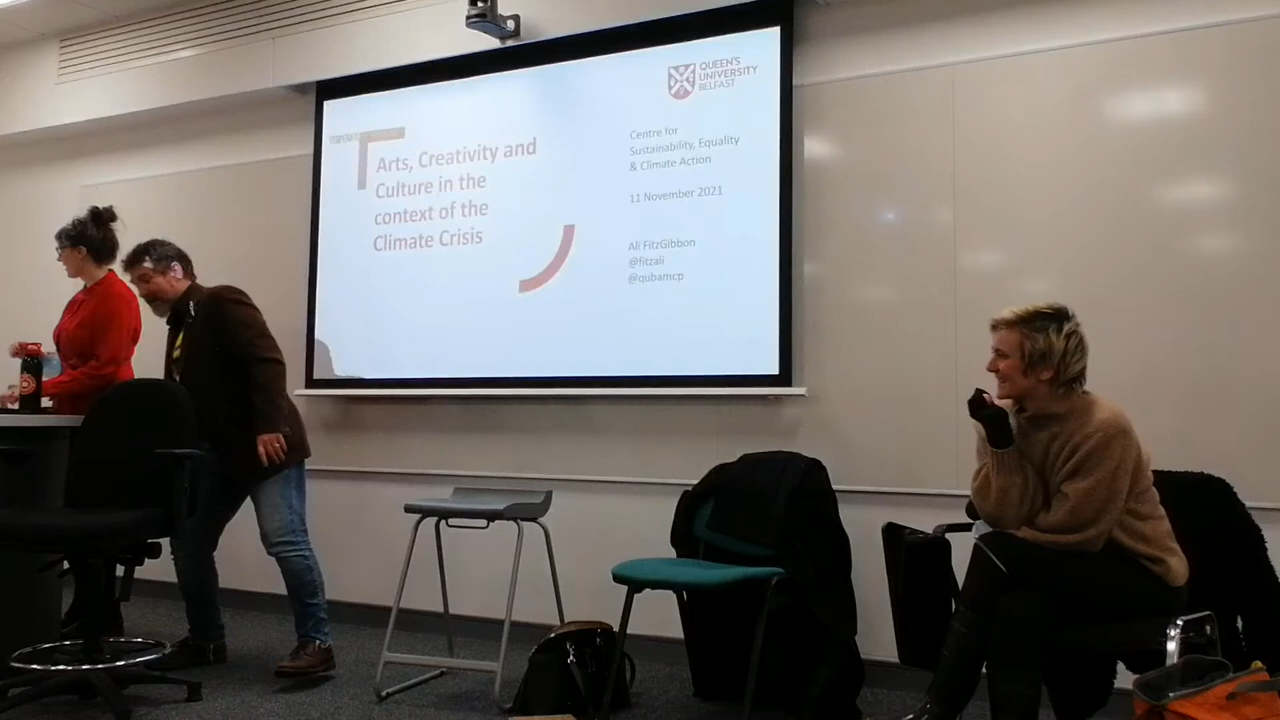 QUEEN'S
UNIVERSITY
BELFAST
Arts, Creativity and
Culture in the
context of the
Climate Crisis
Centre for
Sustainability, Equality
& Climate Action
11 November 2021
Ali FitzGibbon
@fitzali
@qubamcp